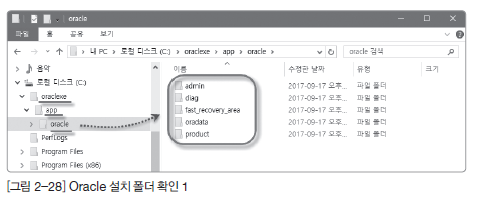 oracle
파일 홈 공유 보기
내 PC > 로컬 디스크 (C:) > oraclexe > app > oracle >
oracle 검색
음악
로컬 디스크 (C:)
oraclexe
app
oracle
PerfLogs
Program Files
Program Files (x86)
이름 수정한 날짜 유형 크기
admin 2017-09-17 오후... 파일 폴더
diag 2017-09-17 오후... 파일 폴더
fast_recovery_area 2017-09-17 오후... 파일 폴더
oradata 2017-09-17 오후... 파일 폴더
product 2017-09-17 오후... 파일 폴더
[그림 2-28] Oracle 설치 폴더 확인 1